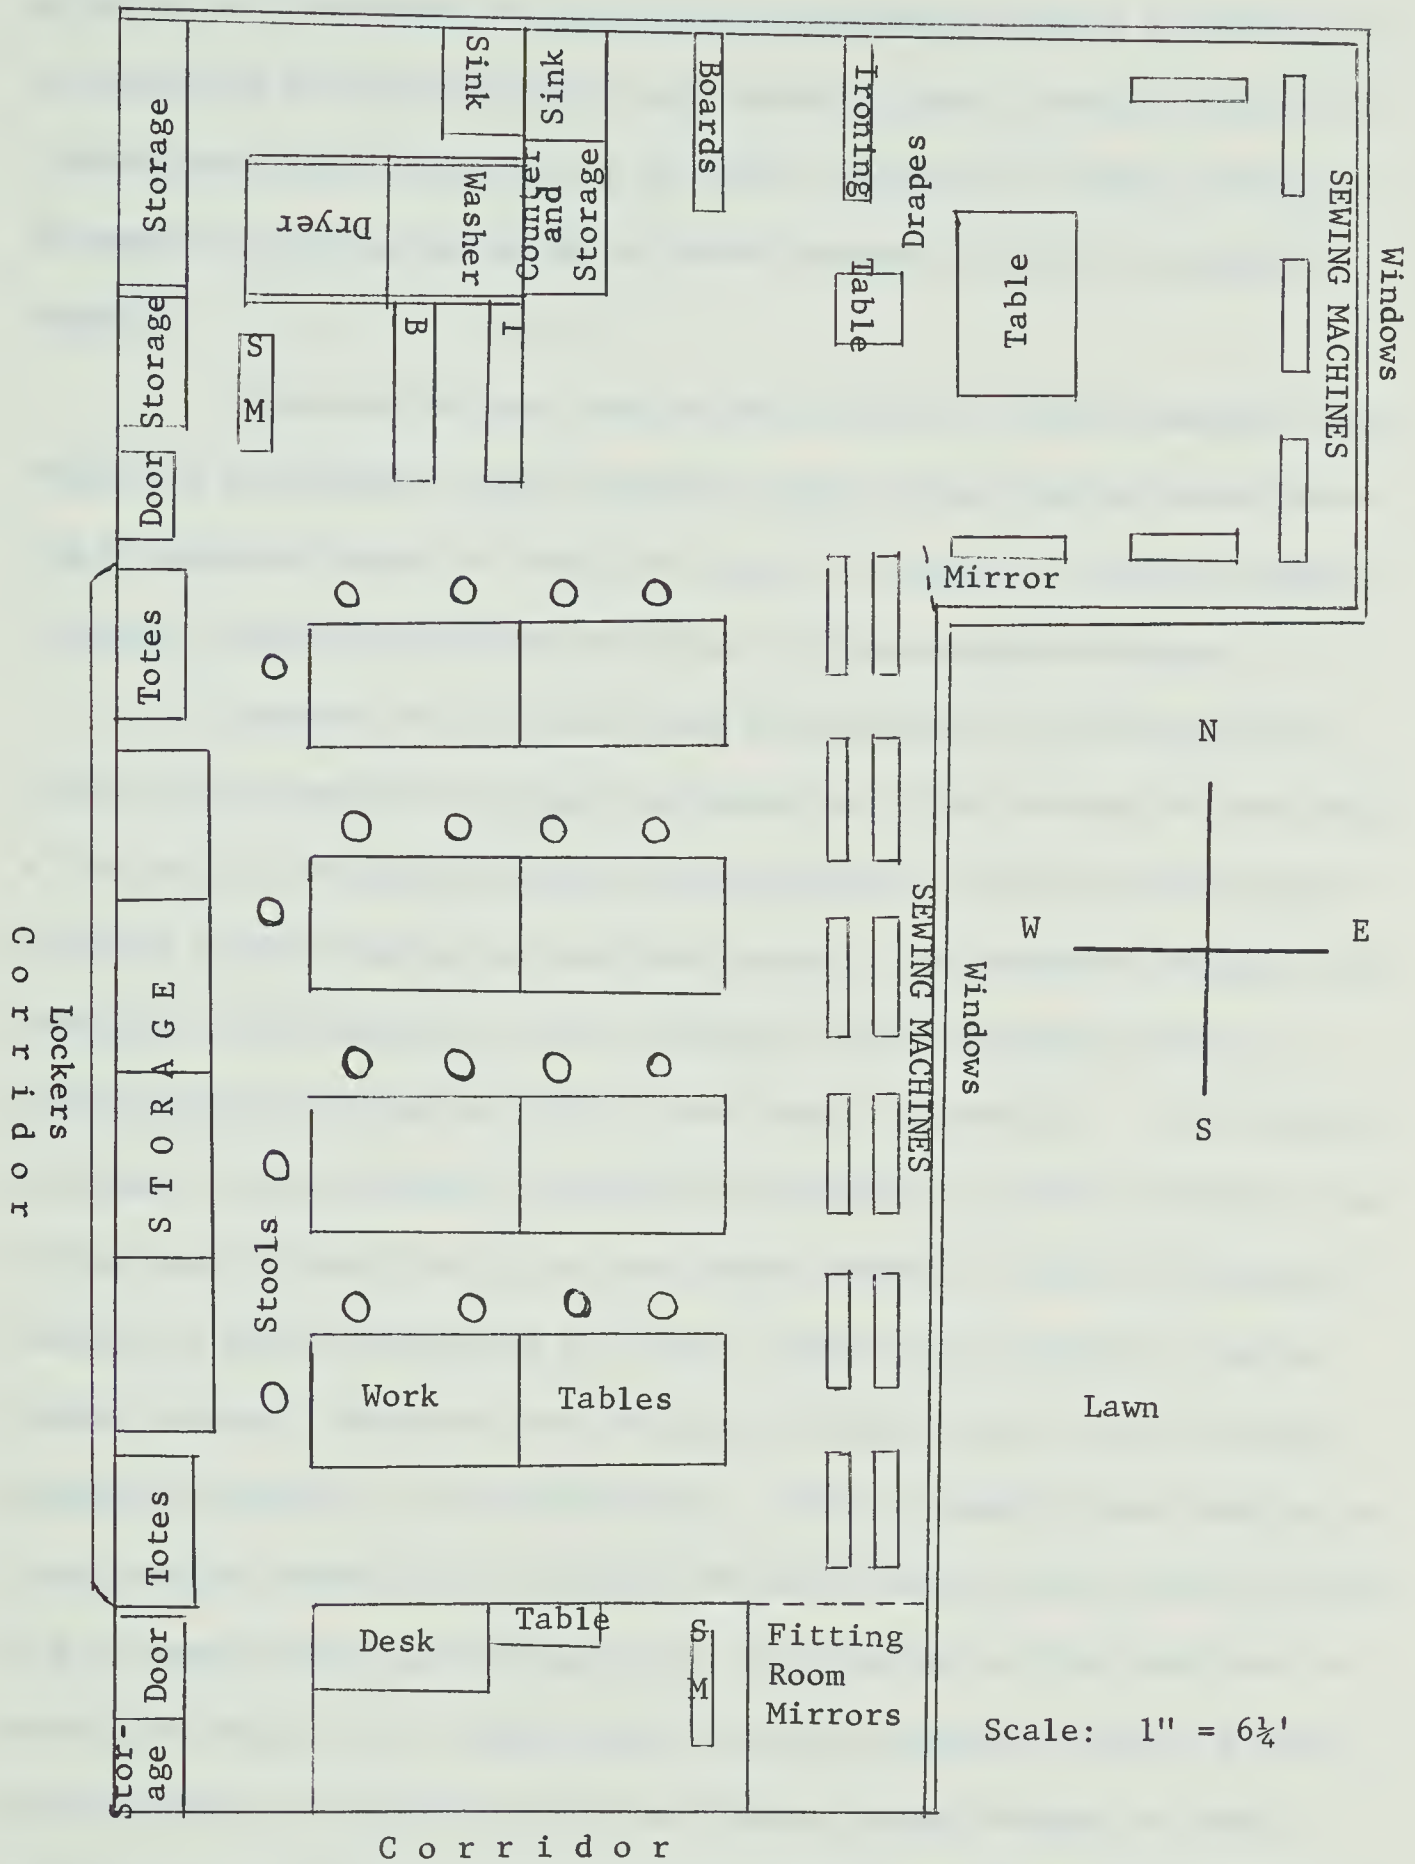 Storage
Sink
Sink
Boards
Ironing
Drapes
Table
Table
SEWING MACHINES
Windows
Dryer
Washer
Counter
and
Storage
Storage
S
M
B
T
Door
Totes
Mirror
N
W
E
S
SEWING MACHINES
Windows
Corridor
Lockers
STORAGE
Stools
Work Tables
Lawn
Totes
Door
Stor-
age
Desk
Table
S
M
Fitting
Room
Mirrors
Scale: 1" = 6¼'
Corridor